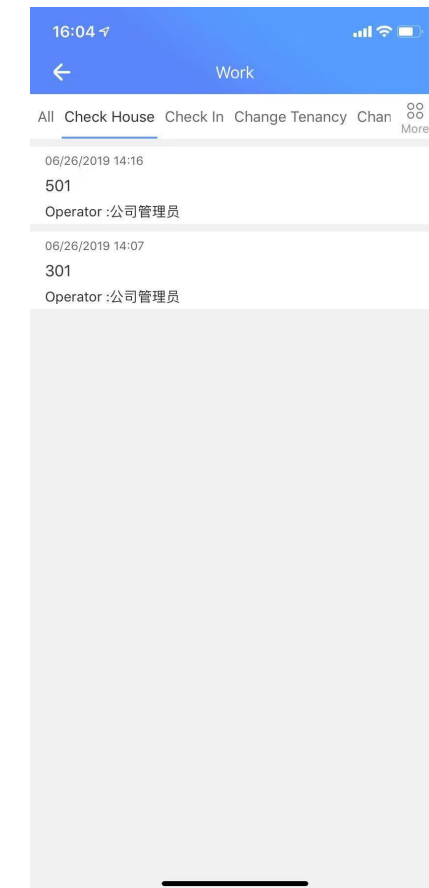 16:04
Work
All Check House Check In Change Tenancy Chan
More
06/26/2019 14:16
501
Operator :公司管理员
06/26/2019 14:07
301
Operator :公司管理员